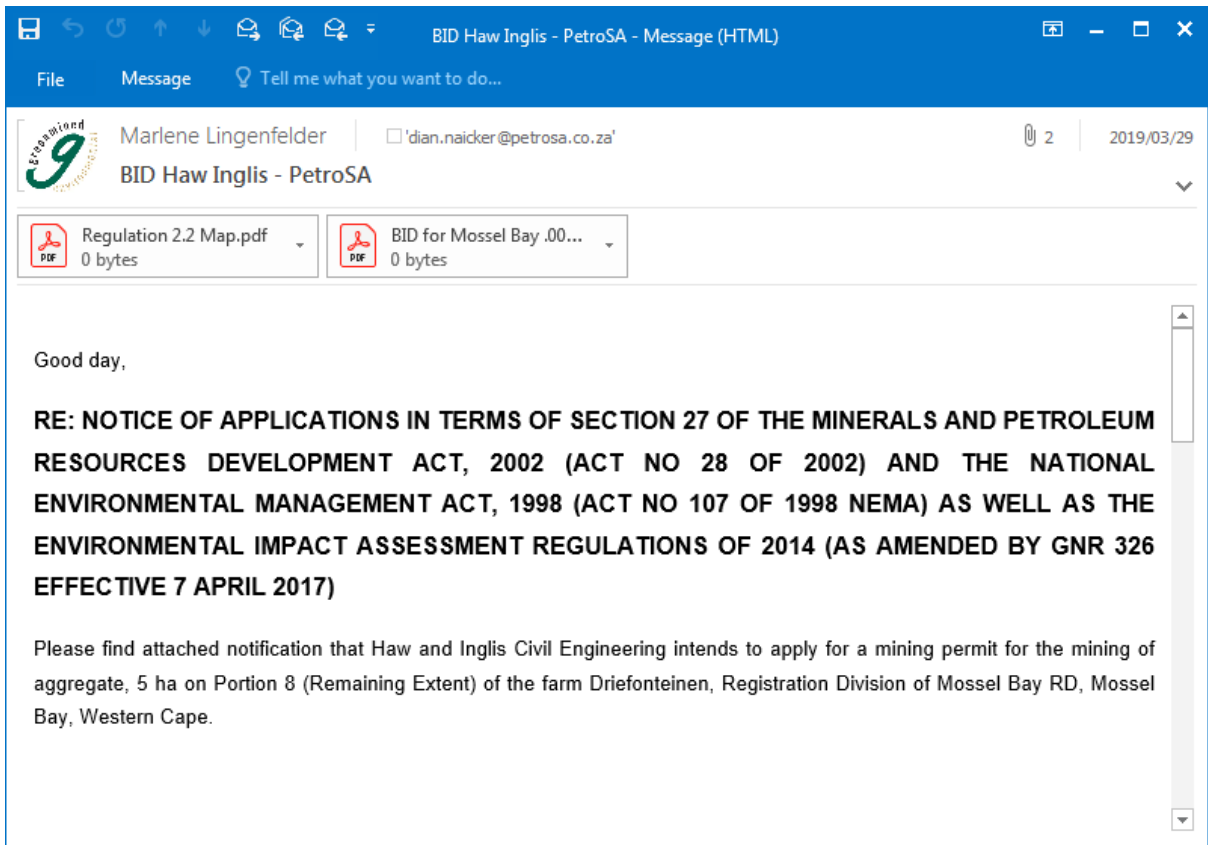 BID Haw Inglis - PetroSA - Message (HTML)
File Message Tell me what you want to do...
Marlene Lingenfelder 'dian.naicker@petrosa.co.za' 2 2019/03/29
BID Haw Inglis - PetroSA
Regulation 2.2 Map.pdf
0 bytes
BID for Mossel Bay .00...
0 bytes
Good day,
RE: NOTICE OF APPLICATIONS IN TERMS OF SECTION 27 OF THE MINERALS AND PETROLEUM
RESOURCES DEVELOPMENT ACT, 2002 (ACT NO 28 OF 2002) AND THE NATIONAL
ENVIRONMENTAL MANAGEMENT ACT, 1998 (ACT NO 107 OF 1998 NEMA) AS WELL AS THE
ENVIRONMENTAL IMPACT ASSESSMENT REGULATIONS OF 2014 (AS AMENDED BY GNR 326
EFFECTIVE 7 APRIL 2017)
Please find attached notification that Haw and Inglis Civil Engineering intends to apply for a mining permit for the mining of
aggregate, 5 ha on Portion 8 (Remaining Extent) of the farm Driefonteinen, Registration Division of Mossel Bay RD, Mossel
Bay, Western Cape.